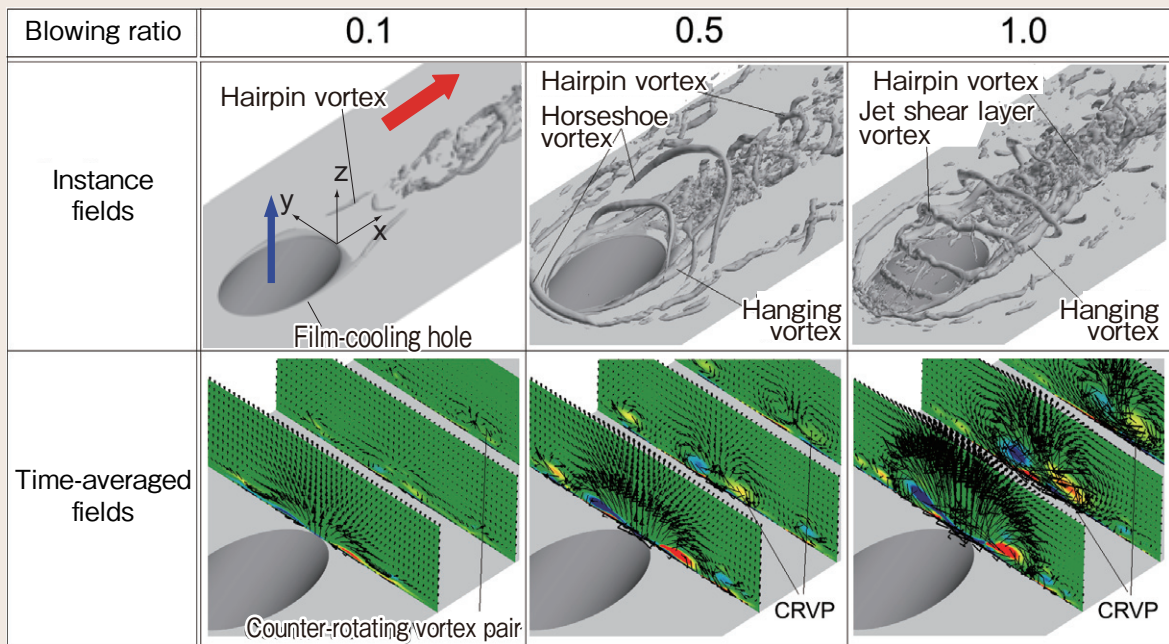 Blowing ratio
0.1
0.5
1.0
Instance
fields
Hairpin vortex
z
y
x
Film-cooling hole
Hairpin vortex
Horseshoe
vortex
Hanging
vortex
Hairpin vortex
Jet shear layer
vortex
Hanging
vortex
Time-averaged
fields
Counter-rotating vortex pair
CRVP
CRVP